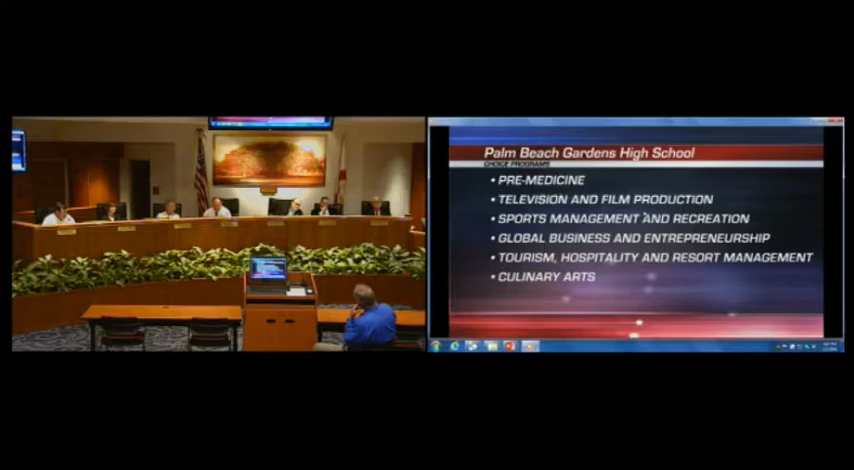 Palm Beach Gardens High School
CHOICE PROGRAMS
• PRE-MEDICINE
• TELEVISION AND FILM PRODUCTION
• SPORTS MANAGEMENT AND RECREATION
• GLOBAL BUSINESS AND ENTREPRENEURSHIP
• TOURISM, HOSPITALITY AND RESORT MANAGEMENT
• CULINARY ARTS